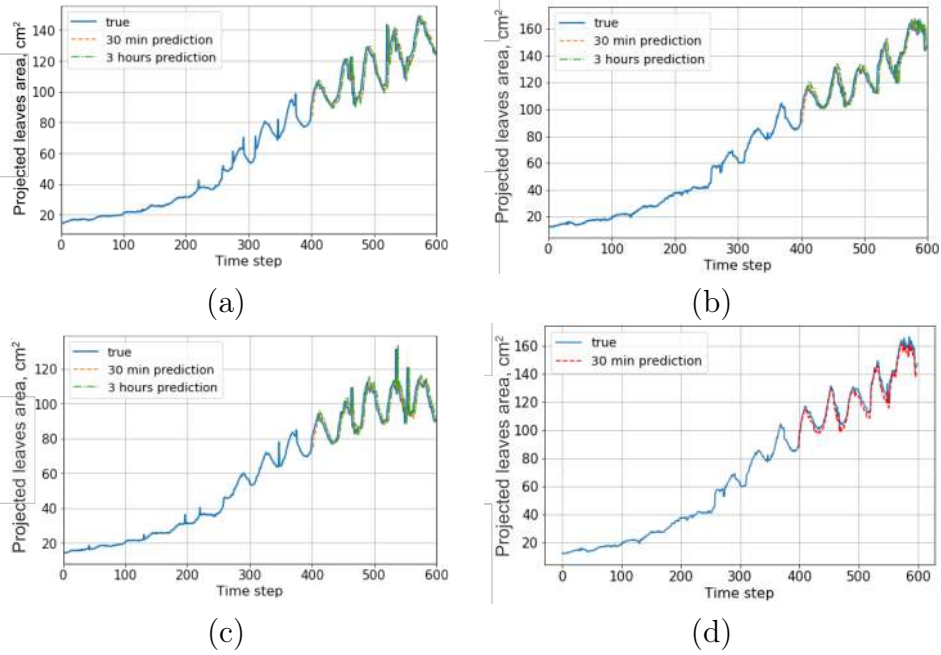 Projected leaves area, cm²
140
120
100
80
60
40
20
true
30 min prediction
3 hours prediction
0 100 200 300 400 500 600
Time step
(a)
Projected leaves area, cm²
160
140
120
100
80
60
40
20
true
30 min prediction
3 hours prediction
0 100 200 300 400 500 600
Time step
(b)
Projected leaves area, cm²
120
100
80
60
40
20
true
30 min prediction
3 hours prediction
0 100 200 300 400 500 600
Time step
(c)
Projected leaves area, cm²
160
140
120
100
80
60
40
20
true
30 min prediction
0 100 200 300 400 500 600
Time step
(d)